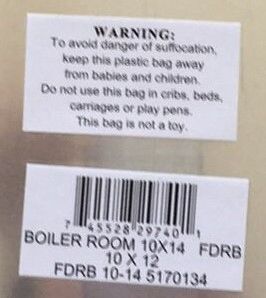 WARNING:
To avoid danger of suffocation,
keep this plastic bag away
from babies and children.
Do not use this bag in cribs, beds,
carriages or play pens.
This bag is not a toy.
7 45528 29740 1
BOILER ROOM 10X14 FDRB
10 X 12
FDRB 10-14 5170134